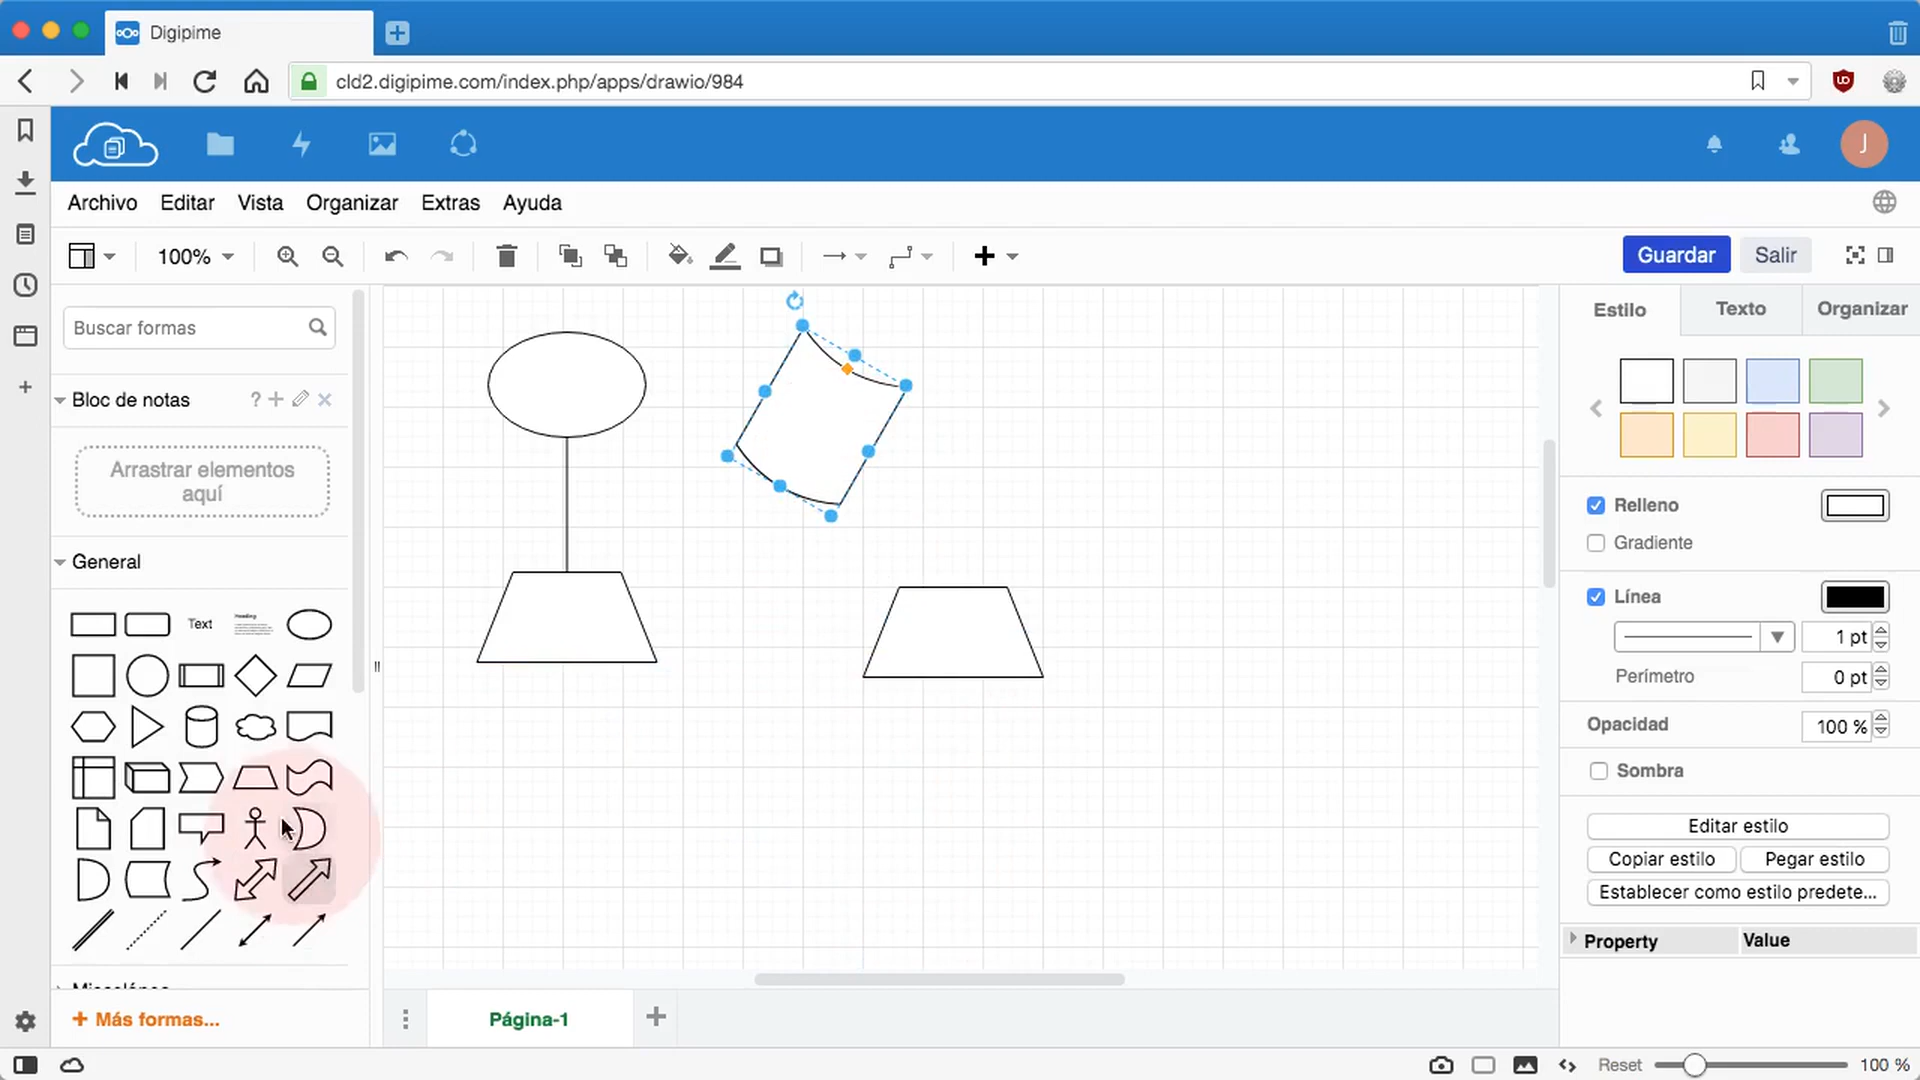 Digipime
cld2.digipime.com/index.php/apps/drawio/984
J
Archivo Editar Vista Organizar Extras Ayuda
100%
Guardar Salir
Buscar formas
Estilo Texto Organizar
Bloc de notas ?
Arrastrar elementos
aquí
General
Text
Heading
Relleno
Gradiente
Línea
1 pt
Perímetro 0 pt
Opacidad 100 %
Sombra
Editar estilo
Copiar estilo Pegar estilo
Establecer como estilo predete...
Property Value
+ Más formas...
Página-1
Reset 100 %